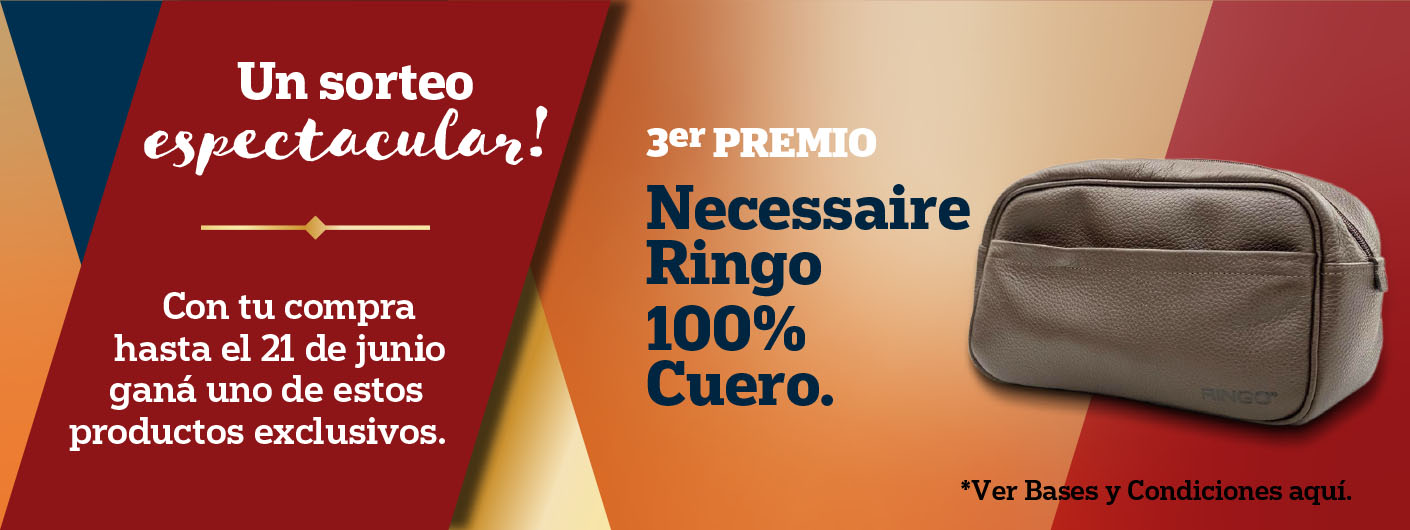 Un sorteo
espectacular!
Con tu compra
hasta el 21 de junio
ganá uno de estos
productos exclusivos.
3er PREMIO
Necessaire
Ringo
100%
Cuero.
RINGO®
*Ver Bases y Condiciones aquí.